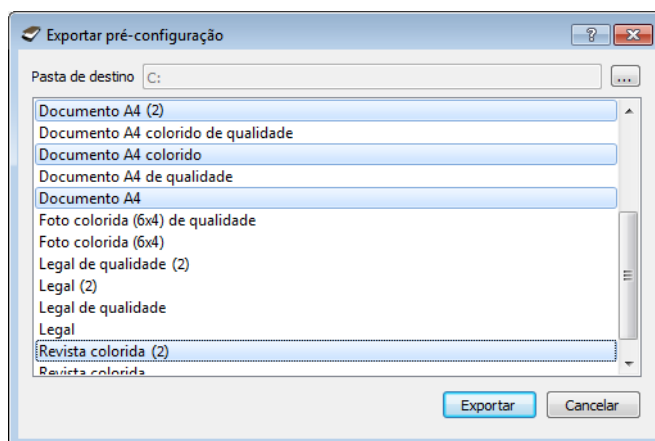 Exportar pré-configuração
Pasta de destino C:
...
Documento A4 (2)
Documento A4 colorido de qualidade
Documento A4 colorido
Documento A4 de qualidade
Documento A4
Foto colorida (6x4) de qualidade
Foto colorida (6x4)
Legal de qualidade (2)
Legal (2)
Legal de qualidade
Legal
Revista colorida (2)
Revista colorida
Exportar Cancelar